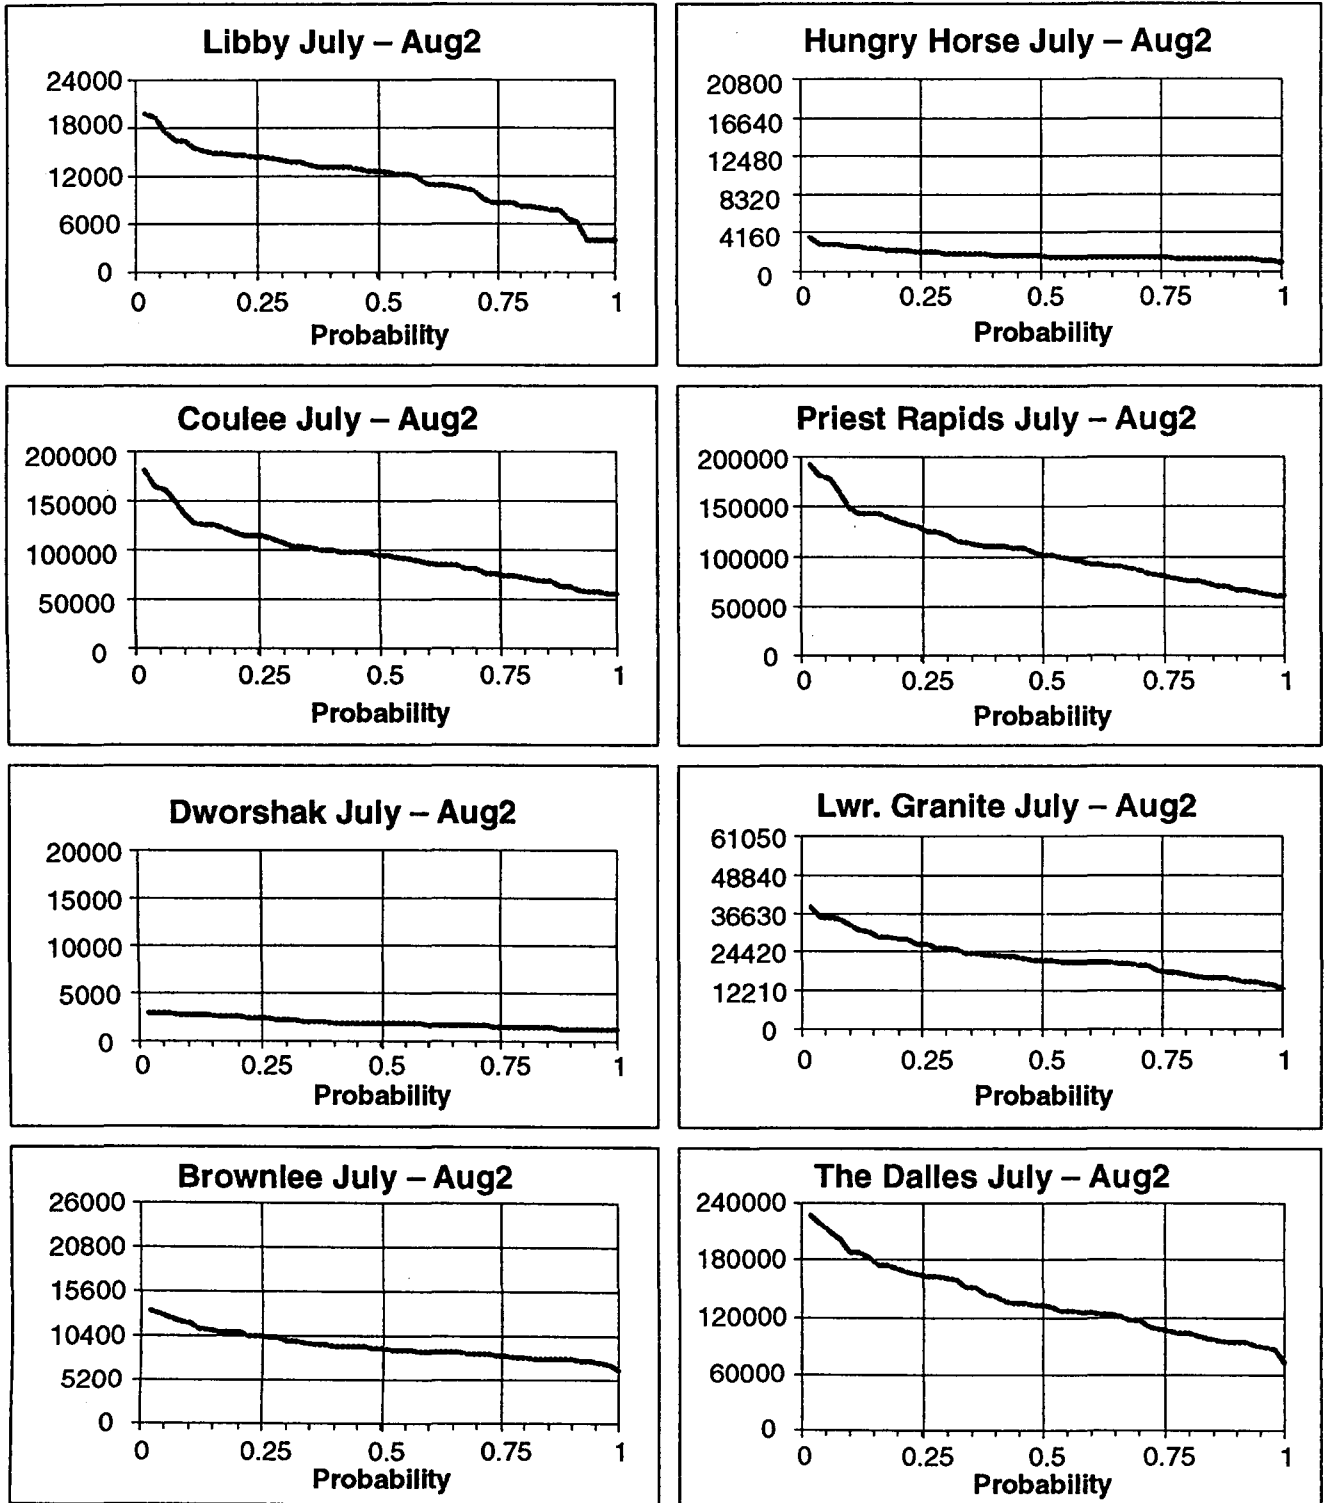 Libby July – Aug2
24000
18000
12000
6000
0
0 0.25 0.5 0.75 1
Probability
Hungry Horse July – Aug2
20800
16640
12480
8320
4160
0
0 0.25 0.5 0.75 1
Probability
Coulee July – Aug2
200000
150000
100000
50000
0
0 0.25 0.5 0.75 1
Probability
Priest Rapids July – Aug2
200000
150000
100000
50000
0
0 0.25 0.5 0.75 1
Probability
Dworshak July – Aug2
20000
15000
10000
5000
0
0 0.25 0.5 0.75 1
Probability
Lwr. Granite July – Aug2
61050
48840
36630
24420
12210
0
0 0.25 0.5 0.75 1
Probability
Brownlee July – Aug2
26000
20800
15600
10400
5200
0
0 0.25 0.5 0.75 1
Probability
The Dalles July – Aug2
240000
180000
120000
60000
0
0 0.25 0.5 0.75 1
Probability